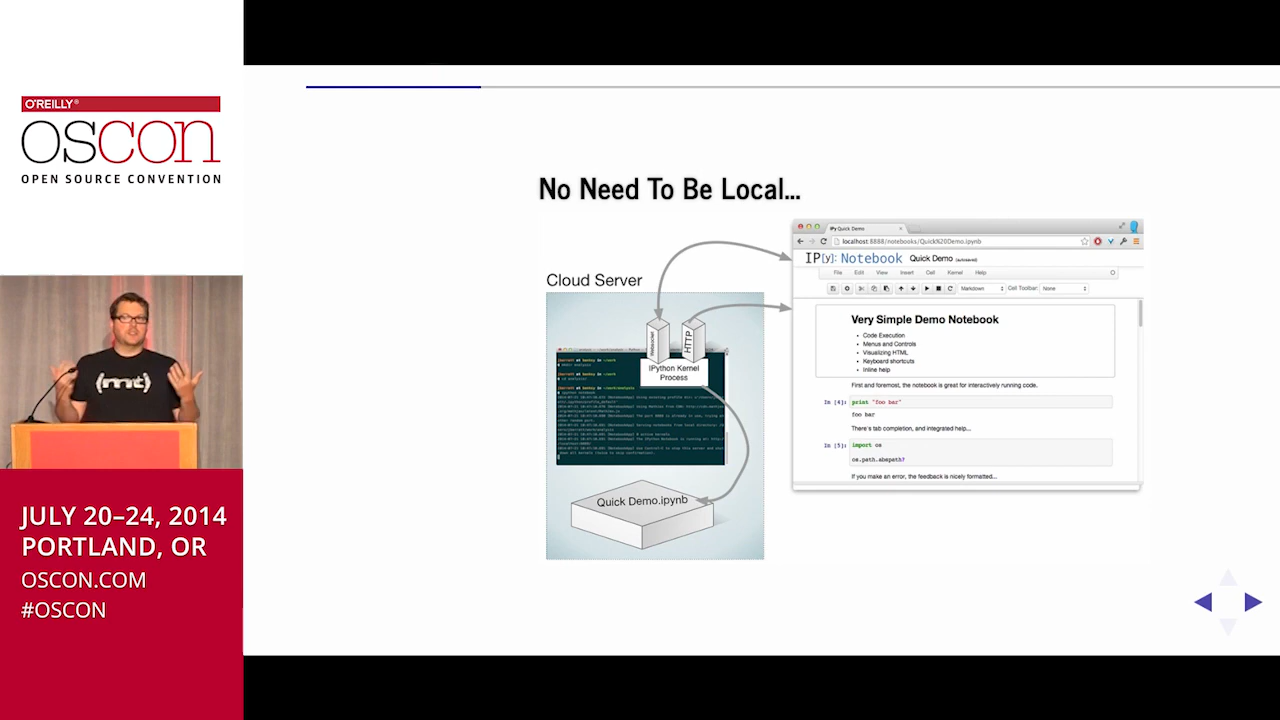 O'REILLY®
OSCON
OPEN SOURCE CONVENTION
(mt)
JULY 20–24, 2014
PORTLAND, OR
OSCON.COM
#OSCON
No Need To Be Local...
Cloud Server
Websocket
HTTP
IPython Kernel
Process
Quick Demo.ipynb
IPy Quick Demo
localhost:8888/notebooks/Quick%20Demo.ipynb
IP[y]: Notebook Quick Demo (autosaved)
File Edit View Insert Cell Kernel Help
Markdown Cell Toolbar: None
Very Simple Demo Notebook
• Code Execution
• Menus and Controls
• Visualizing HTML
• Keyboard shortcuts
• Inline help
First and foremost, the notebook is great for interactively running code.
In [4]: print "foo bar"
foo bar
There's tab completion, and integrated help...
In [5]: import os
os.path.abspath?
If you make an error, the feedback is nicely formatted...